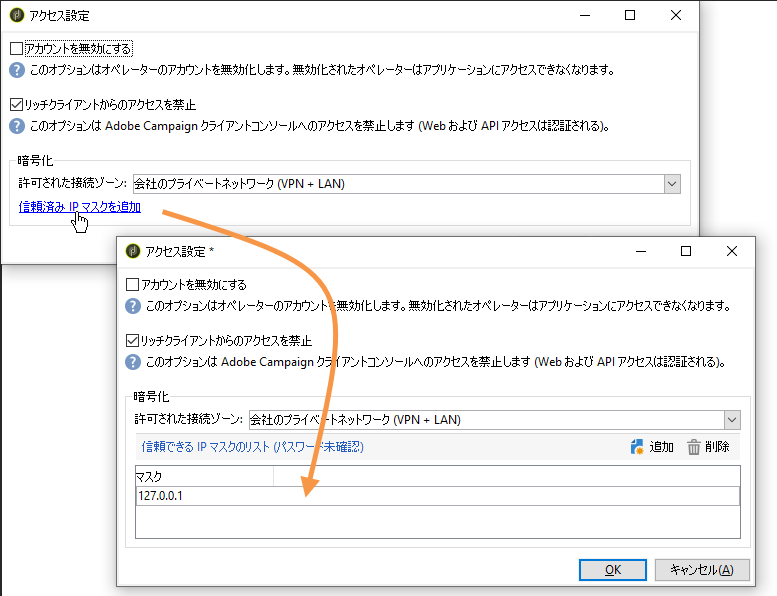 アクセス設定
アカウントを無効にする
このオプションはオペレーターのアカウントを無効化します。無効化されたオペレーターはアプリケーションにアクセスできなくなります。
リッチクライアントからのアクセスを禁止
このオプションは Adobe Campaign クライアントコンソールへのアクセスを禁止します (Web および API アクセスは認証される)。
暗号化
許可された接続ゾーン: 会社のプライベートネットワーク (VPN + LAN)
信頼済み IP マスクを追加
アクセス設定 *
アカウントを無効にする
このオプションはオペレーターのアカウントを無効化します。無効化されたオペレーターはアプリケーションにアクセスできなくなります。
リッチクライアントからのアクセスを禁止
このオプションは Adobe Campaign クライアントコンソールへのアクセスを禁止します (Web および API アクセスは認証される)。
暗号化
許可された接続ゾーン: 会社のプライベートネットワーク (VPN + LAN)
信頼できる IP マスクのリスト (パスワード未確認) 追加 削除
マスク
127.0.0.1
OK キャンセル(A)